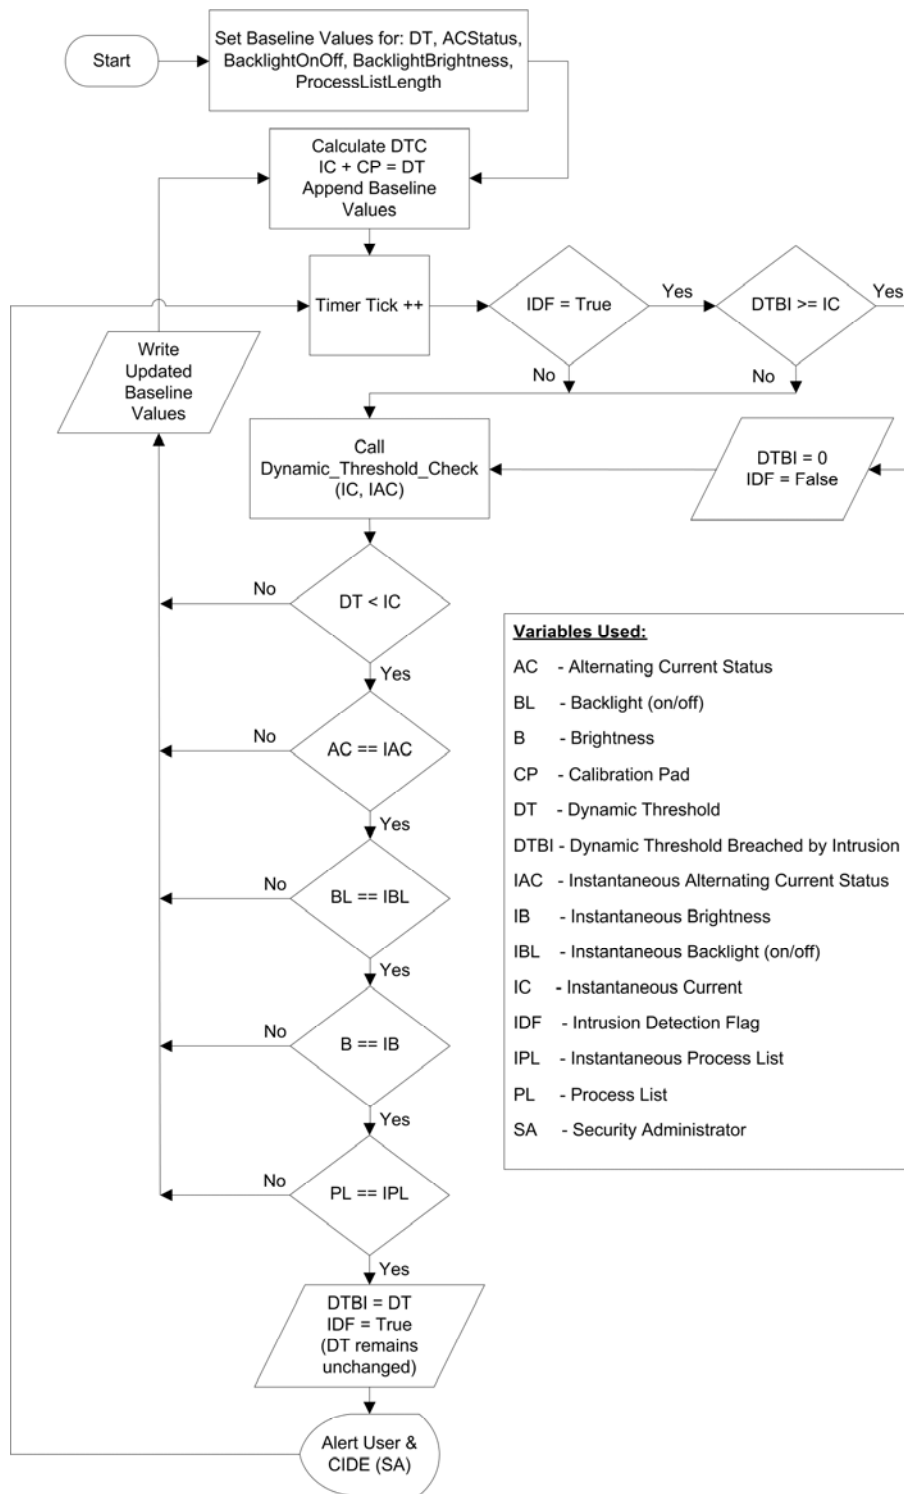 Start
Set Baseline Values for: DT, ACStatus,
BacklightOnOff, BacklightBrightness,
ProcessListLength
Calculate DTC
IC + CP = DT
Append Baseline
Values
Timer Tick ++
IDF = True
Yes
DTBI >= IC
Yes
No
No
Write
Updated
Baseline
Values
Call
Dynamic_Threshold_Check
(IC, IAC)
DTBI = 0
IDF = False
DT < IC
No
Yes
AC == IAC
No
Yes
BL == IBL
No
Yes
B == IB
No
Yes
PL == IPL
No
Yes
DTBI = DT
IDF = True
(DT remains
unchanged)
Alert User &
CIDE (SA)
Variables Used:
AC - Alternating Current Status
BL - Backlight (on/off)
B - Brightness
CP - Calibration Pad
DT - Dynamic Threshold
DTBI - Dynamic Threshold Breached by Intrusion
IAC - Instantaneous Alternating Current Status
IB - Instantaneous Brightness
IBL - Instantaneous Backlight (on/off)
IC - Instantaneous Current
IDF - Intrusion Detection Flag
IPL - Instantaneous Process List
PL - Process List
SA - Security Administrator